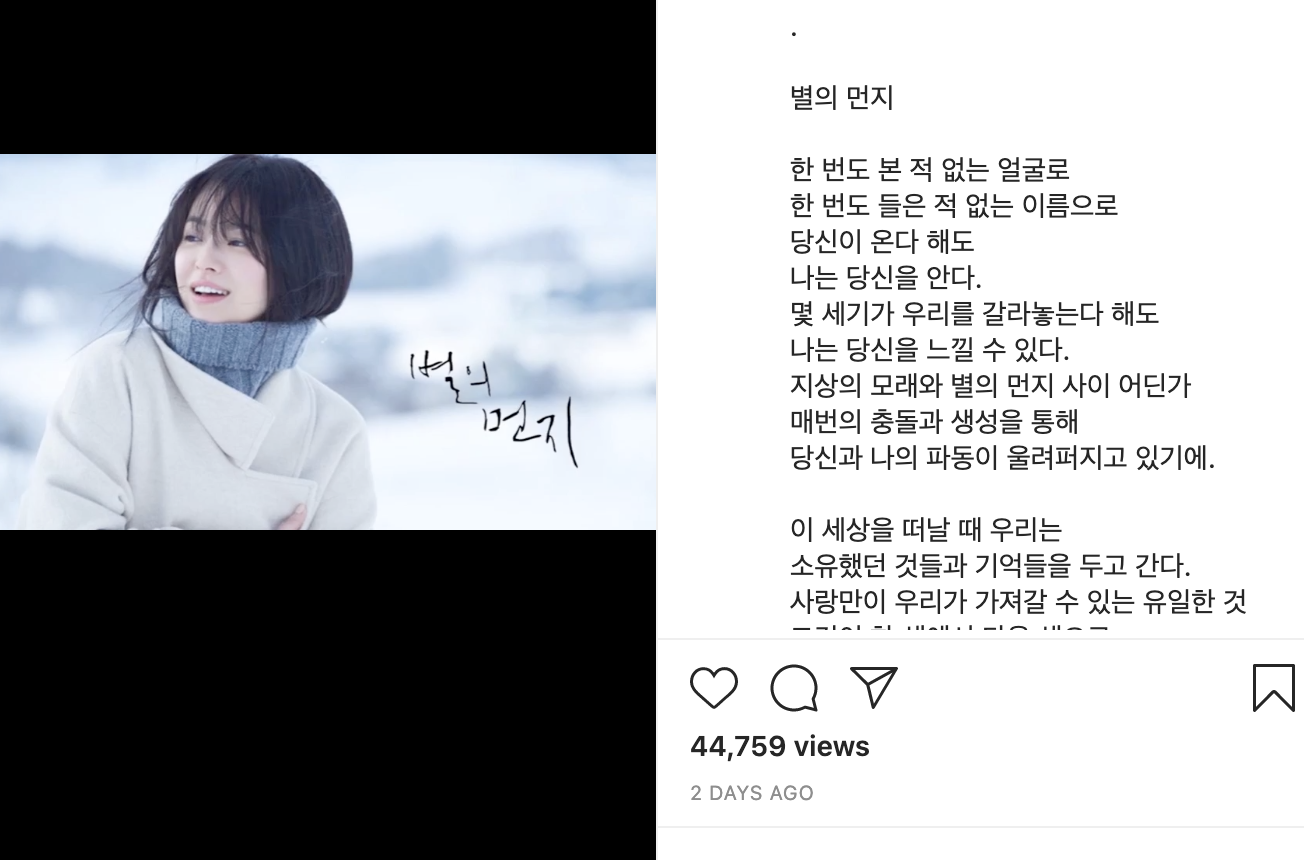 별의
먼지
.
별의 먼지
한 번도 본 적 없는 얼굴로
한 번도 들은 적 없는 이름으로
당신이 온다 해도
나는 당신을 안다.
몇 세기가 우리를 갈라놓는다 해도
나는 당신을 느낄 수 있다.
지상의 모래와 별의 먼지 사이 어딘가
매번의 충돌과 생성을 통해
당신과 나의 파동이 울려퍼지고 있기에.
이 세상을 떠날 때 우리는
소유했던 것들과 기억들을 두고 간다.
사랑만이 우리가 가져갈 수 있는 유일한 것
44,759 views
2 DAYS AGO